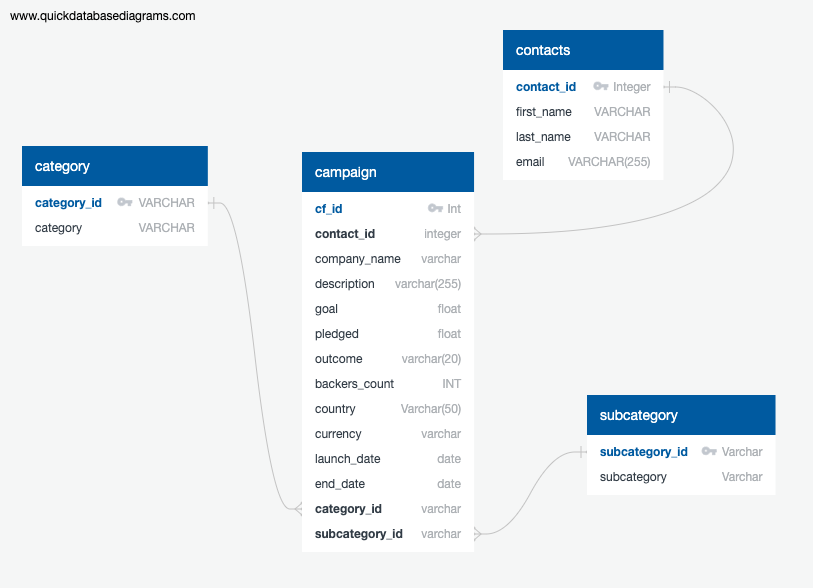 www.quickdatabasediagrams.com
contacts
contact_id Integer
first_name VARCHAR
last_name VARCHAR
email VARCHAR(255)
category
category_id VARCHAR
category VARCHAR
campaign
cf_id Int
contact_id integer
company_name varchar
description varchar(255)
goal float
pledged float
outcome varchar(20)
backers_count INT
country Varchar(50)
currency varchar
launch_date date
end_date date
category_id varchar
subcategory_id varchar
subcategory
subcategory_id Varchar
subcategory Varchar